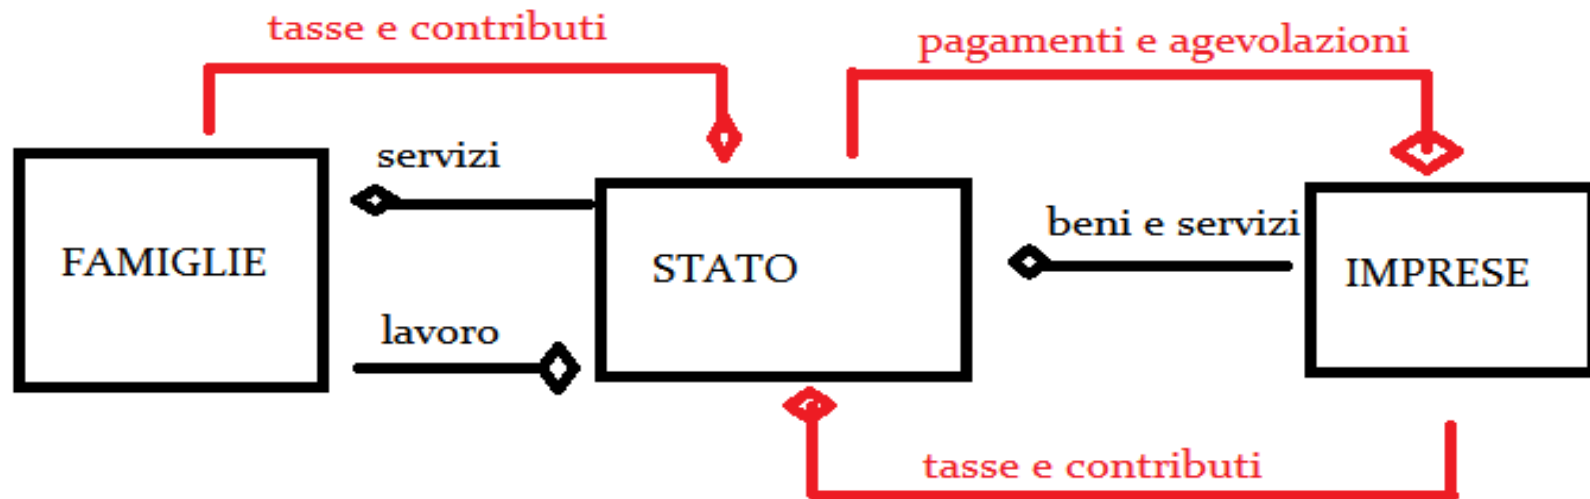 tasse e contributi
pagamenti e agevolazioni
servizi
beni e servizi
FAMIGLIE
STATO
IMPRESE
lavoro
tasse e contributi